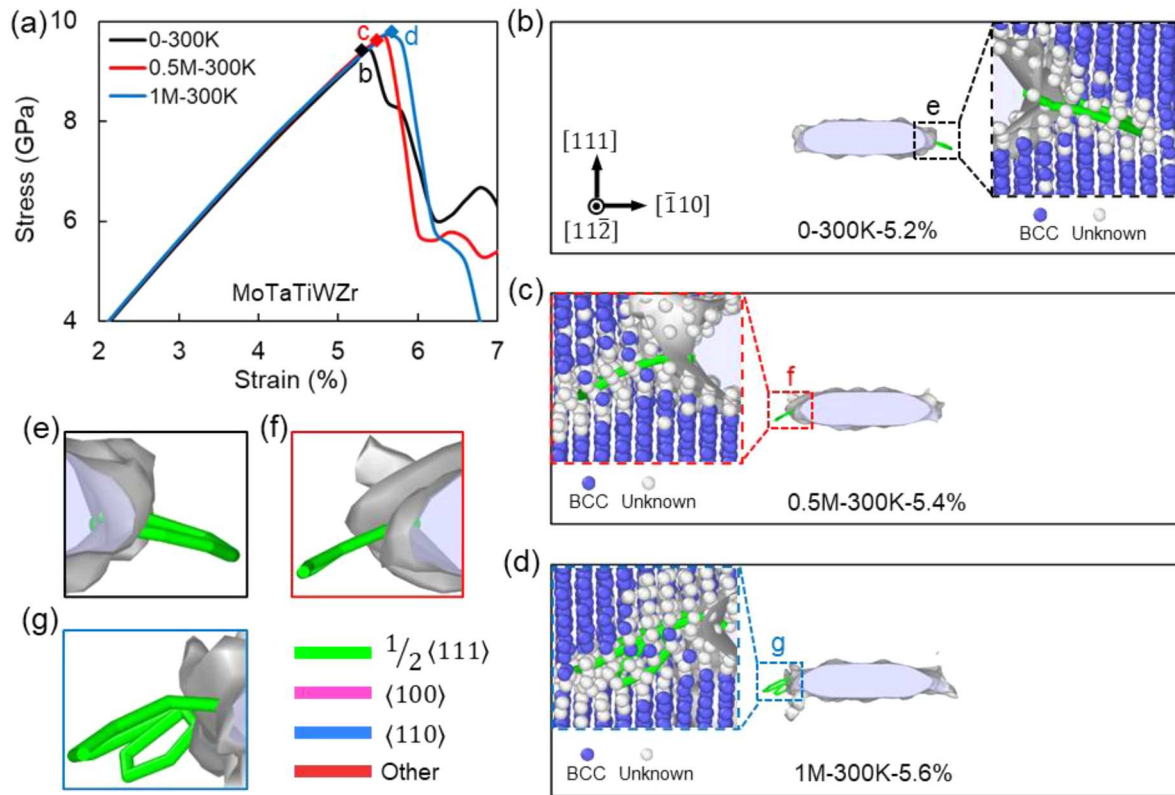 (a)
10
8
6
4
Stress (GPa)
0-300K
0.5M-300K
1M-300K
c
d
b
MoTaTiWZr
2 3 4 5 6 7
Strain (%)
(b)
e
[111]
[1̄10]
[112̄]
0-300K-5.2%
BCC Unknown
(c)
f
BCC Unknown
0.5M-300K-5.4%
(d)
g
BCC Unknown
1M-300K-5.6%
(e)
(f)
(g)
1/2⟨111⟩
⟨100⟩
⟨110⟩
Other